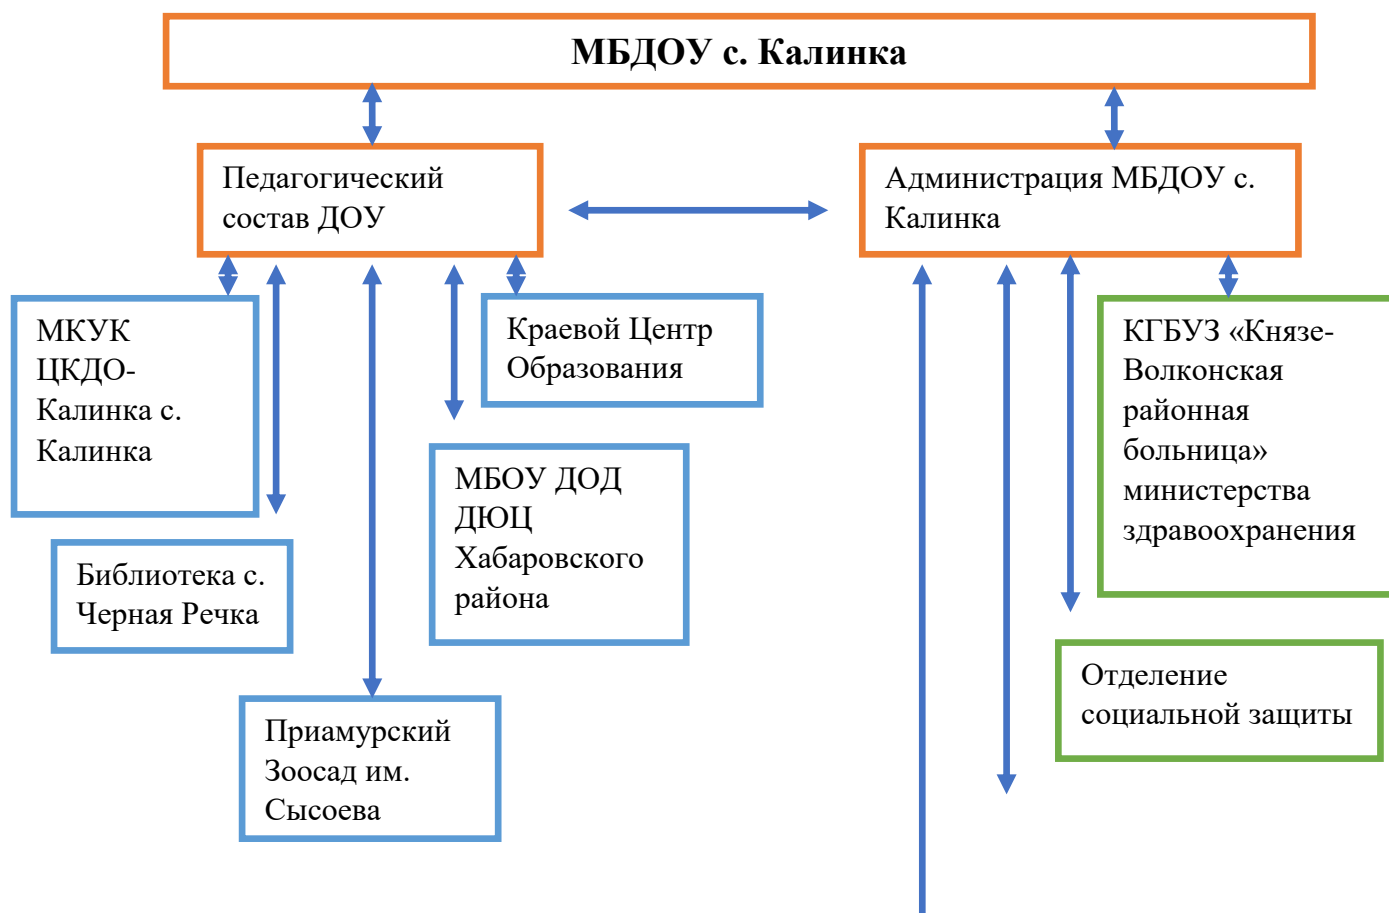 МБДОУ с. Калинка
Педагогический
состав ДОУ
Администрация МБДОУ с.
Калинка
МКУК
ЦКДО-
Калинка с.
Калинка
Краевой Центр
Образования
КГБУЗ «Князе-
Волконская
районная
больница»
министерства
здравоохранения
МБОУ ДОД
ДЮЦ
Хабаровского
района
Библиотека с.
Черная Речка
Отделение
социальной защиты
Приамурский
Зоосад им.
Сысоева